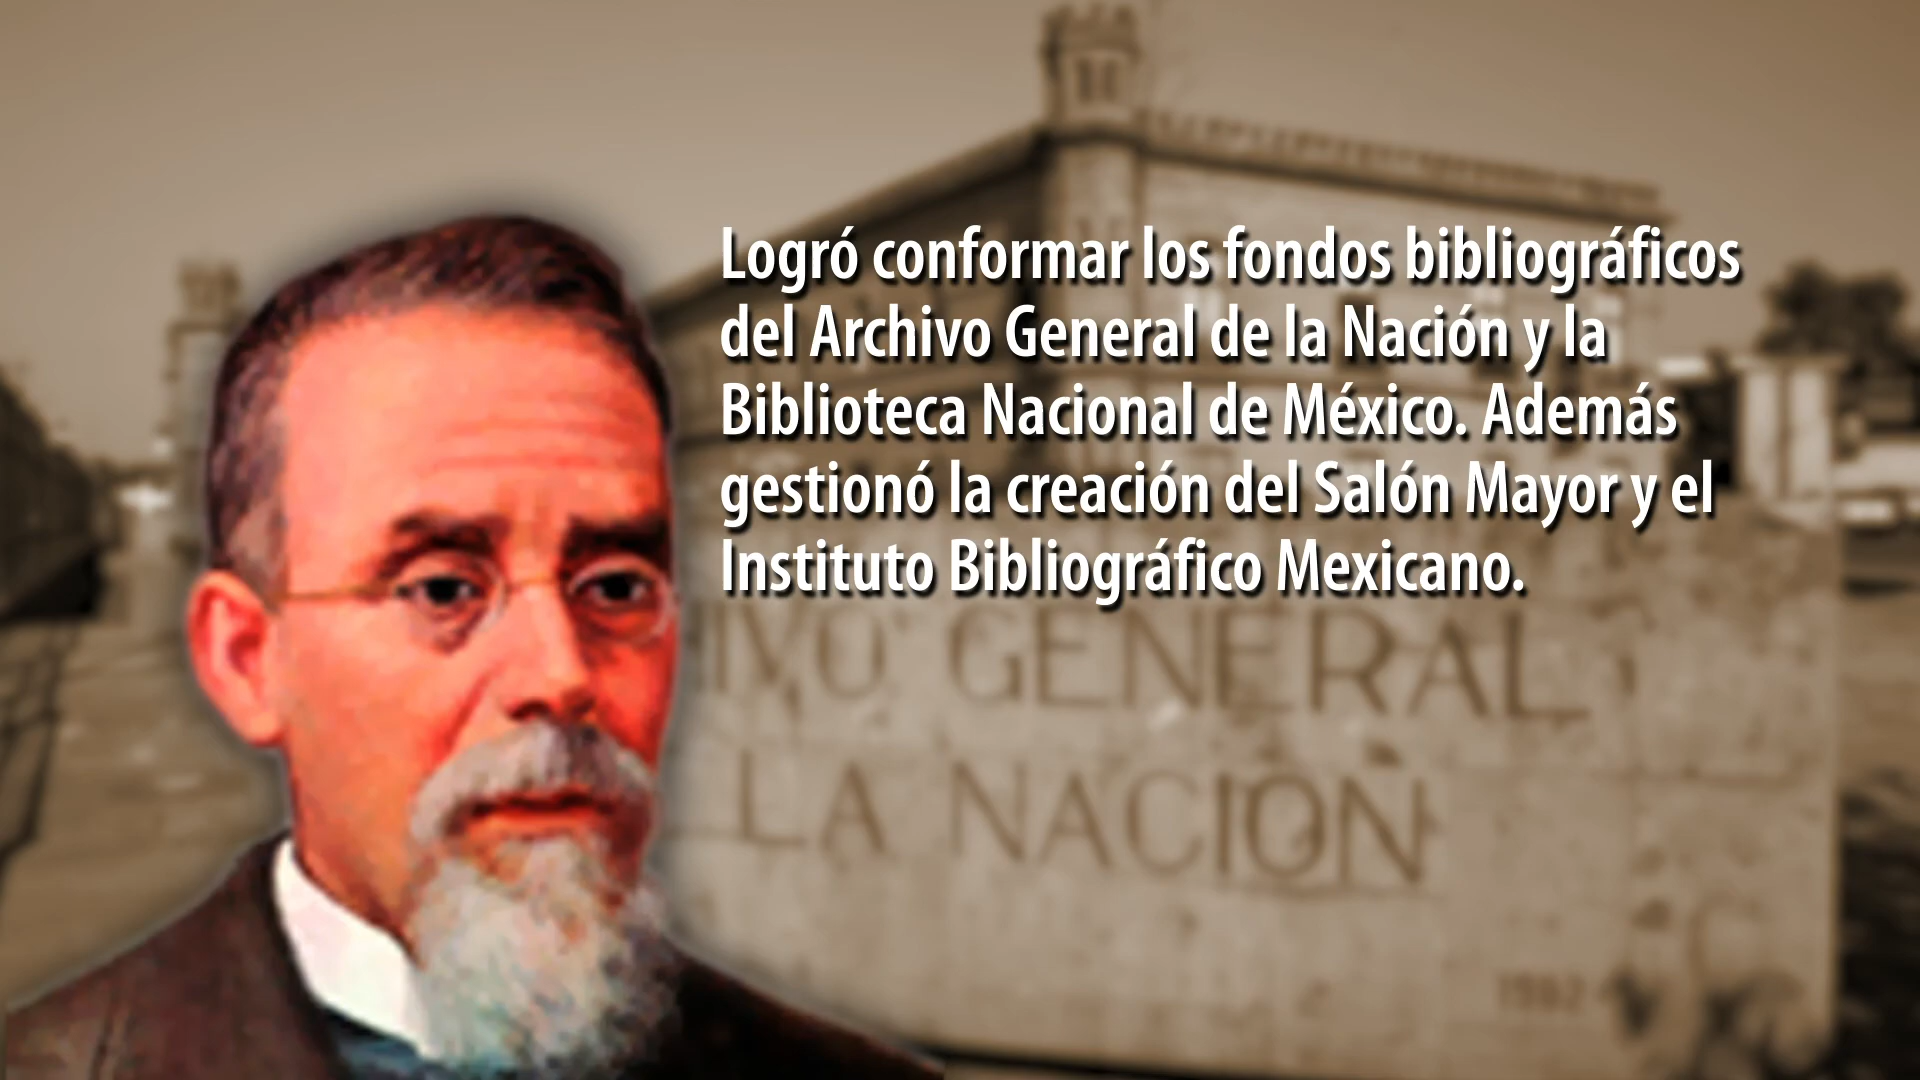 Logró conformar los fondos bibliográficos
del Archivo General de la Nación y la
Biblioteca Nacional de México. Además
gestionó la creación del Salón Mayor y el
Instituto Bibliográfico Mexicano.
GENERAL
LA NACIÓN
1982